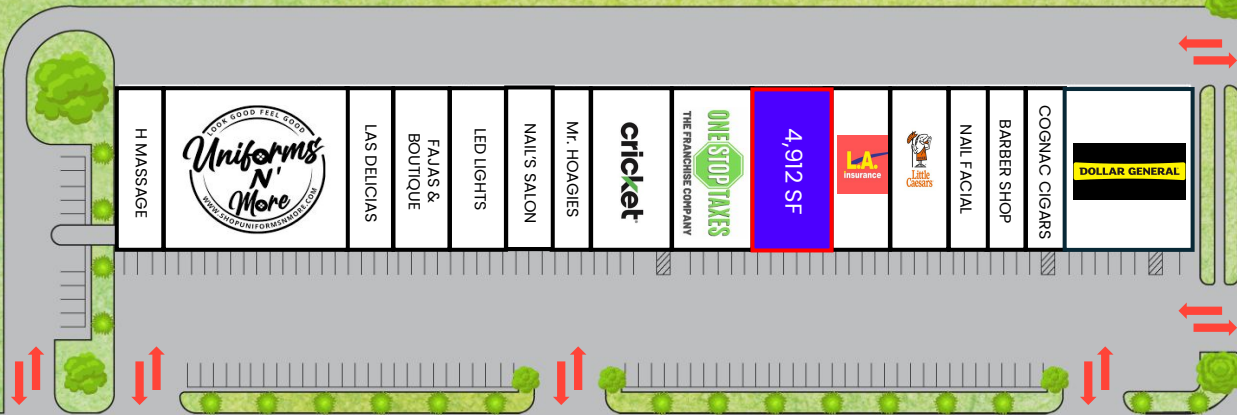 H MASSAGE
LOOK GOOD FEEL GOOD
Uniforms
N'
More
WWW.SHOPUNIFORMSNMORE.COM
LAS DELICIAS
FAJAS &
BOUTIQUE
LED LIGHTS
NAIL'S SALON
Mr. HOAGIES
cricket
ONE STOP TAXES
THE FRANCHISE COMPANY
4,912 SF
L.A.
Insurance
Little
Caesars
NAIL FACIAL
BARBER SHOP
COGNAC CIGARS
DOLLAR GENERAL